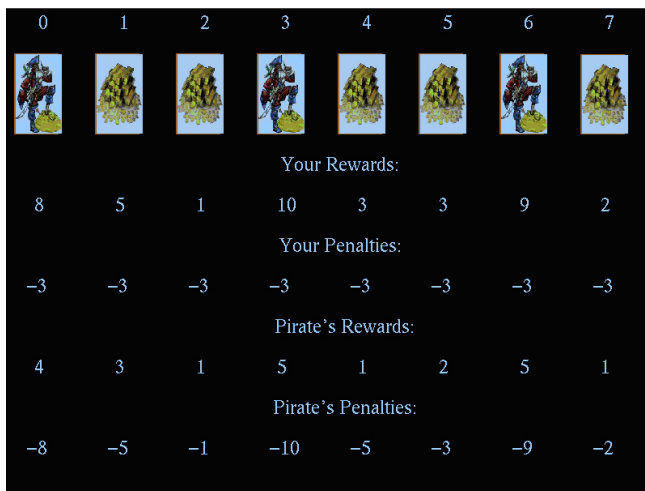 0 1 2 3 4 5 6 7
Your Rewards:
8 5 1 10 3 3 9 2
Your Penalties:
−3 −3 −3 −3 −3 −3 −3 −3
Pirate's Rewards:
4 3 1 5 1 2 5 1
Pirate's Penalties:
−8 −5 −1 −10 −5 −3 −9 −2